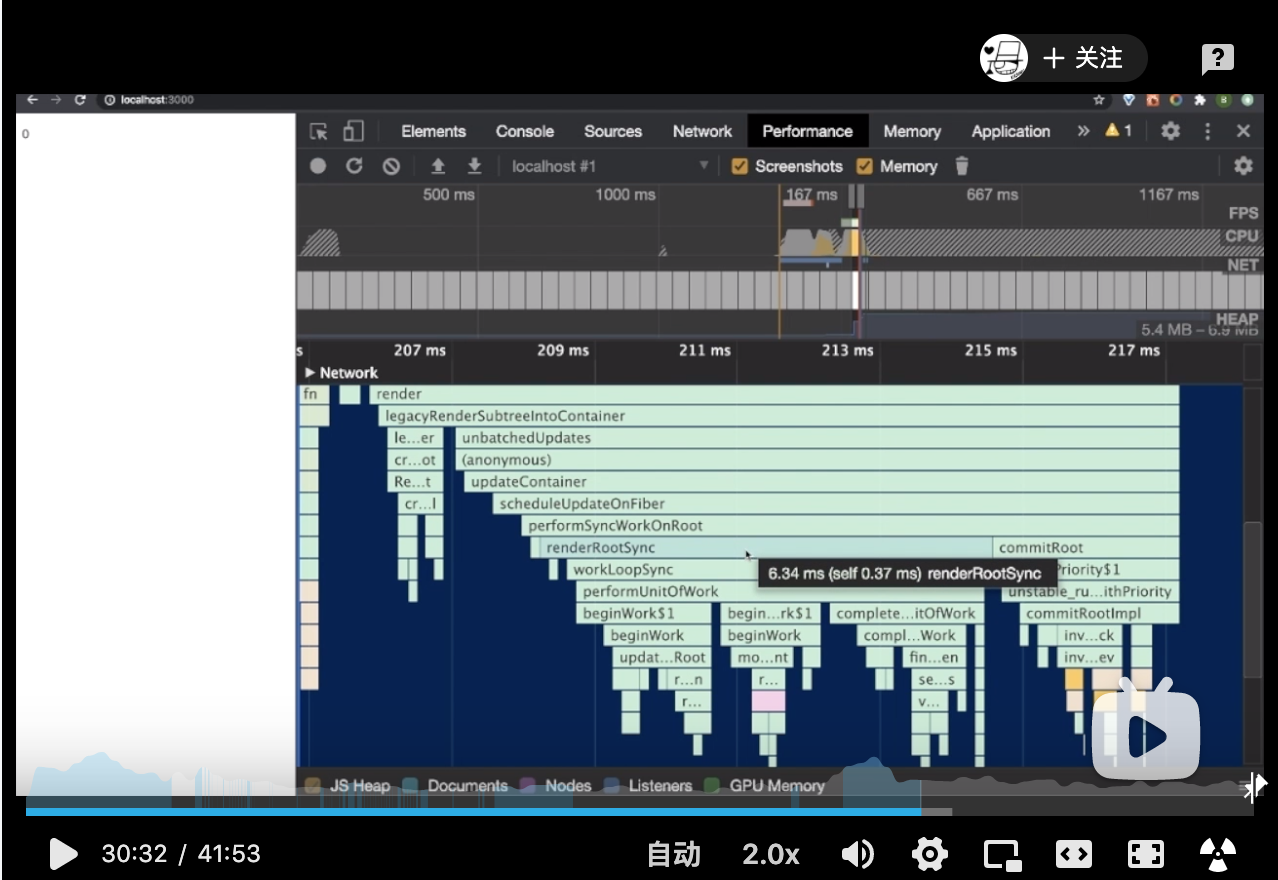 + 关注
?
localhost:3000
0
Elements Console Sources Network Performance Memory Application » 1
localhost #1 Screenshots Memory
500 ms 1000 ms 167 ms 667 ms 1167 ms
FPS
CPU
NET
HEAP
5.4 MB – 6.9 MB
s 207 ms 209 ms 211 ms 213 ms 215 ms 217 ms
Network
fn render
legacyRenderSubtreeIntoContainer
le...er unbatchedUpdates
cr...ot (anonymous)
Re...t updateContainer
cr...l scheduleUpdateOnFiber
performSyncWorkOnRoot
renderRootSync commitRoot
workLoopSync Priority$1
6.34 ms (self 0.37 ms) renderRootSync
performUnitOfWork unstable_ru...ithPriority
beginWork$1 begin...rk$1 complete...itOfWork commitRootImpl
beginWork beginWork compl...Work inv...ck
updat...Root mo...nt fin...en inv...ev
r...n r... se...s
r... v...
JS Heap Documents Nodes Listeners GPU Memory
30:32 / 41:53 自动 2.0x